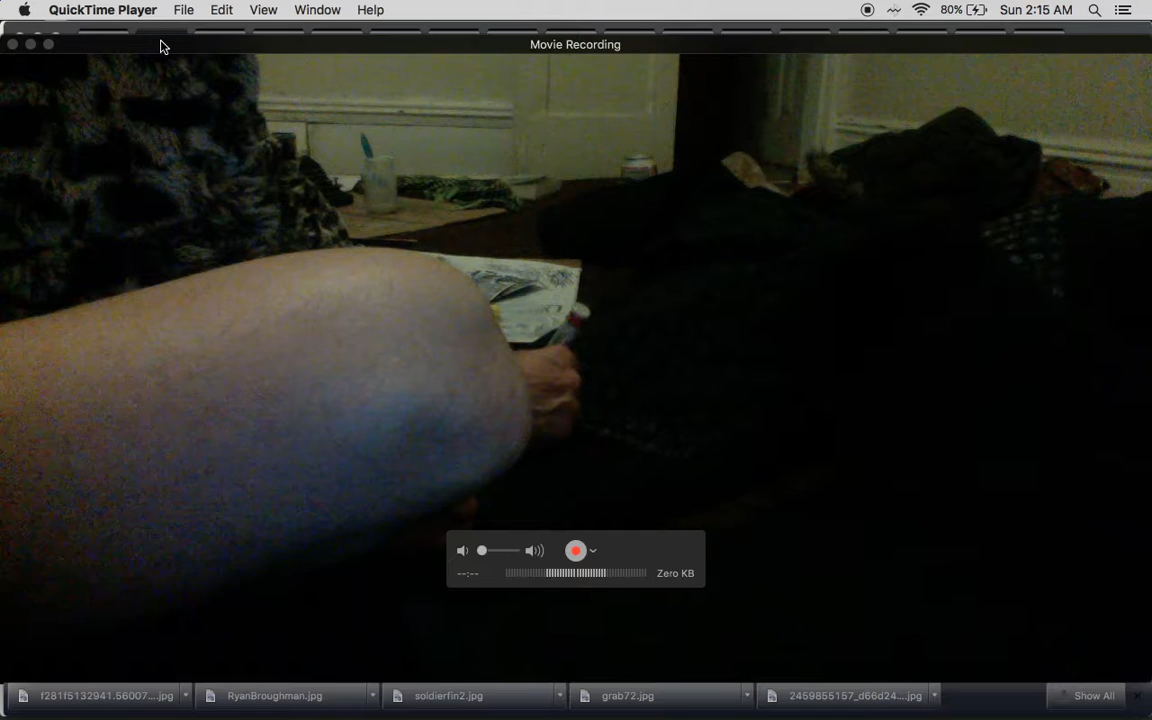 QuickTime Player File Edit View Window Help 80% Sun 2:15 AM
Movie Recording
--:-- Zero KB
f281f5132941.56007....jpg RyanBroughman.jpg soldierfin2.jpg grab72.jpg 2459855157_d66d24....jpg Show All